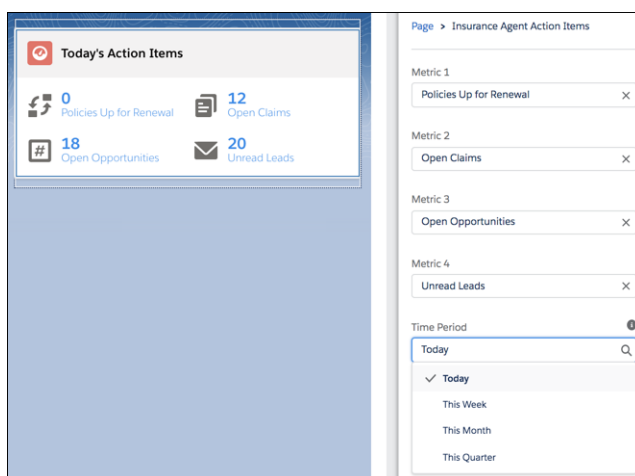 Today's Action Items
0
Policies Up for Renewal
12
Open Claims
#
18
Open Opportunities
20
Unread Leads
Page > Insurance Agent Action Items
Metric 1
Policies Up for Renewal
Metric 2
Open Claims
Metric 3
Open Opportunities
Metric 4
Unread Leads
Time Period
Today
Today
This Week
This Month
This Quarter